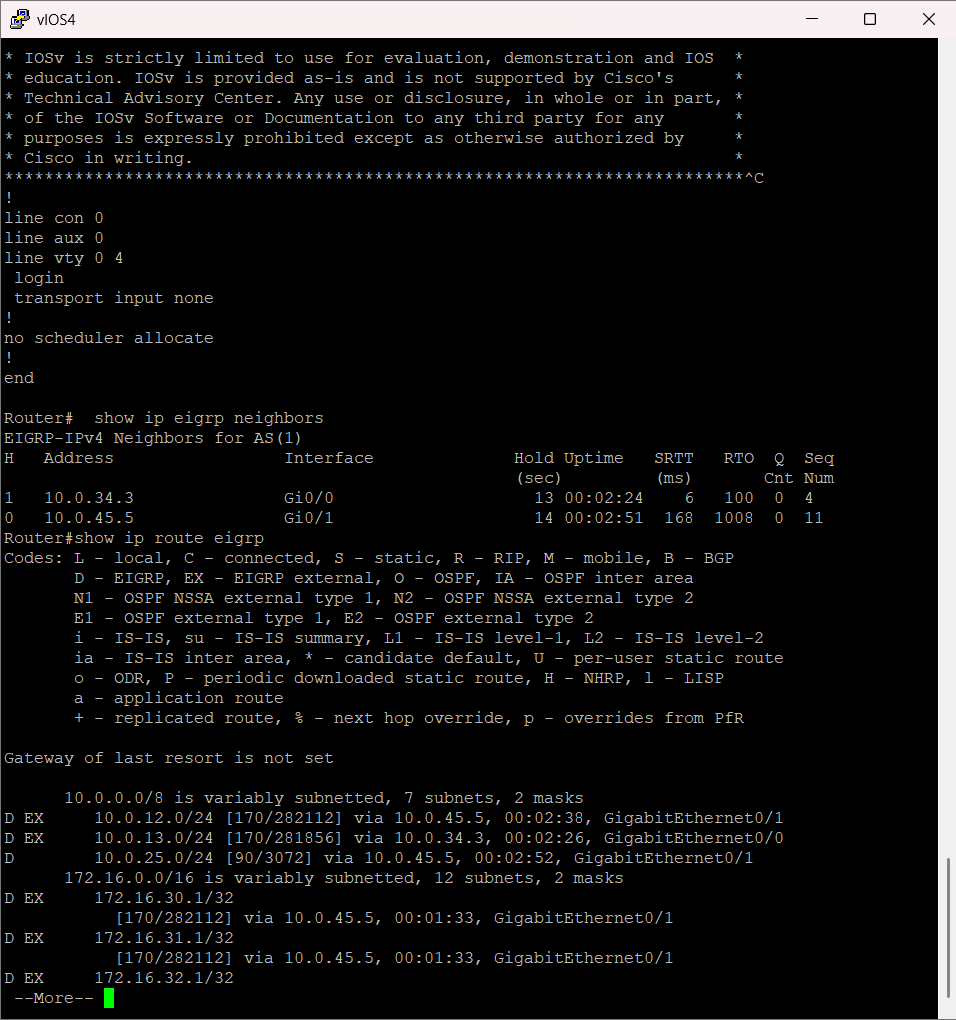 vIOS4
* IOSv is strictly limited to use for evaluation, demonstration and IOS  *
* education. IOSv is provided as-is and is not supported by Cisco's      *
* Technical Advisory Center. Any use or disclosure, in whole or in part, *
* of the IOSv Software or Documentation to any third party for any       *
* purposes is expressly prohibited except as otherwise authorized by     *
* Cisco in writing.                                                      *
**************************************************************************^C
!
line con 0
line aux 0
line vty 0 4
 login
 transport input none
!
no scheduler allocate
!
end

Router#  show ip eigrp neighbors
EIGRP-IPv4 Neighbors for AS(1)
H   Address                 Interface              Hold Uptime   SRTT   RTO  Q  Seq
                                                   (sec)         (ms)       Cnt Num
1   10.0.34.3               Gi0/0                    13 00:02:24    6   100  0  4
0   10.0.45.5               Gi0/1                    14 00:02:51  168  1008  0  11
Router#show ip route eigrp
Codes: L - local, C - connected, S - static, R - RIP, M - mobile, B - BGP
       D - EIGRP, EX - EIGRP external, O - OSPF, IA - OSPF inter area
       N1 - OSPF NSSA external type 1, N2 - OSPF NSSA external type 2
       E1 - OSPF external type 1, E2 - OSPF external type 2
       i - IS-IS, su - IS-IS summary, L1 - IS-IS level-1, L2 - IS-IS level-2
       ia - IS-IS inter area, * - candidate default, U - per-user static route
       o - ODR, P - periodic downloaded static route, H - NHRP, l - LISP
       a - application route
       + - replicated route, % - next hop override, p - overrides from PfR

Gateway of last resort is not set

      10.0.0.0/8 is variably subnetted, 7 subnets, 2 masks
D EX     10.0.12.0/24 [170/282112] via 10.0.45.5, 00:02:38, GigabitEthernet0/1
D EX     10.0.13.0/24 [170/281856] via 10.0.34.3, 00:02:26, GigabitEthernet0/0
D        10.0.25.0/24 [90/3072] via 10.0.45.5, 00:02:52, GigabitEthernet0/1
      172.16.0.0/16 is variably subnetted, 12 subnets, 2 masks
D EX     172.16.30.1/32
           [170/282112] via 10.0.45.5, 00:01:33, GigabitEthernet0/1
D EX     172.16.31.1/32
           [170/282112] via 10.0.45.5, 00:01:33, GigabitEthernet0/1
D EX     172.16.32.1/32
 --More--